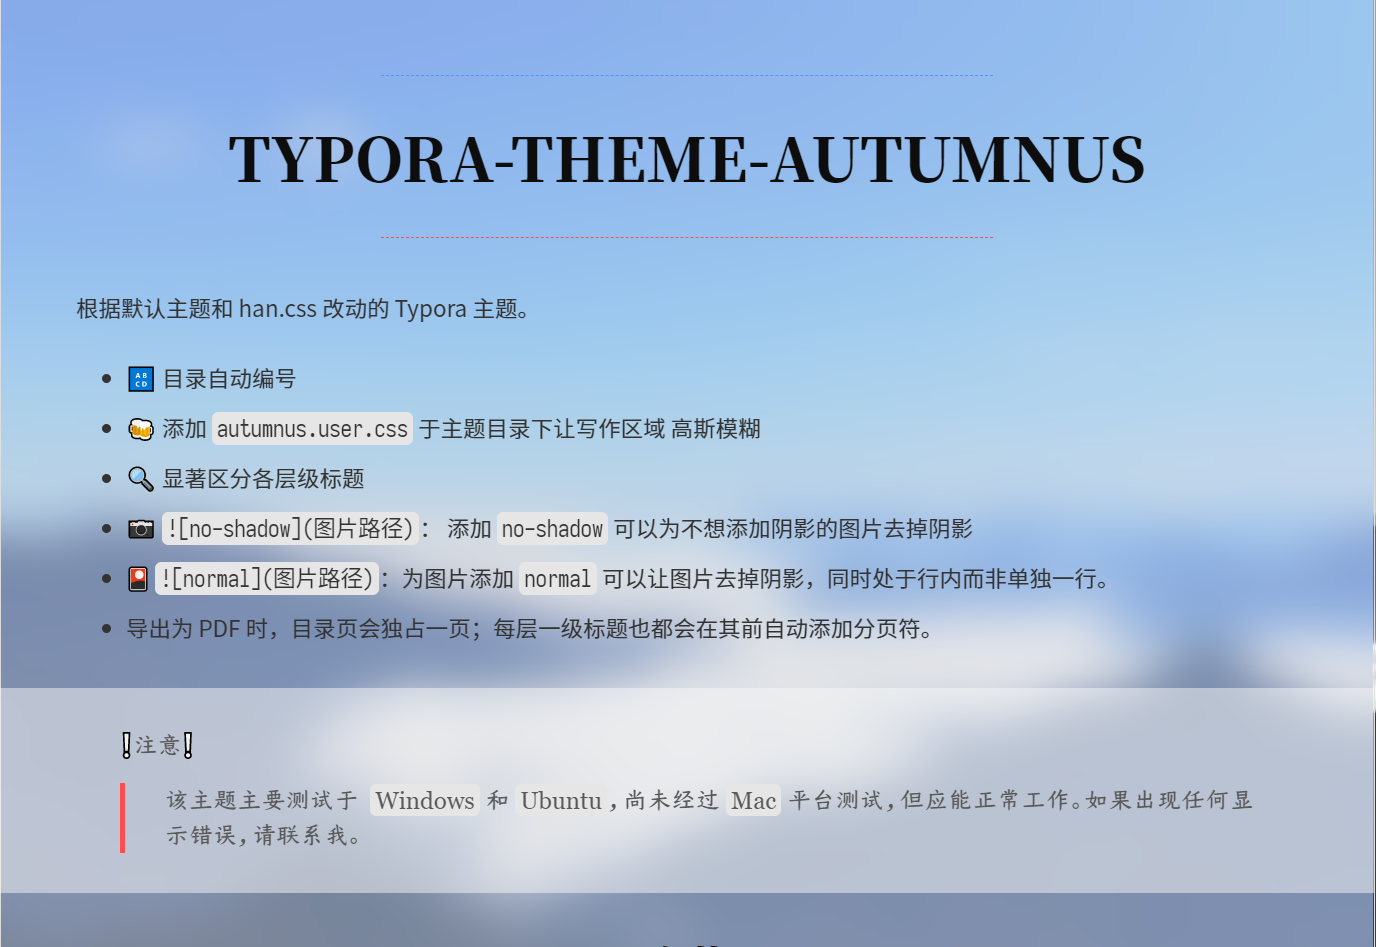 TYPORA-THEME-AUTUMNUS
根据默认主题和 han.css 改动的 Typora 主题。
目录自动编号
添加 autumnus.user.css 于主题目录下让写作区域 高斯模糊
显著区分各层级标题
![no-shadow](图片路径)： 添加 no-shadow 可以为不想添加阴影的图片去掉阴影
![normal](图片路径)：为图片添加 normal 可以让图片去掉阴影，同时处于行内而非单独一行。
导出为 PDF 时，目录页会独占一页；每层一级标题也都会在其前自动添加分页符。
❕注意❕
该主题主要测试于 Windows 和 Ubuntu，尚未经过 Mac 平台测试，但应能正常工作。如果出现任何显
示错误，请联系我。